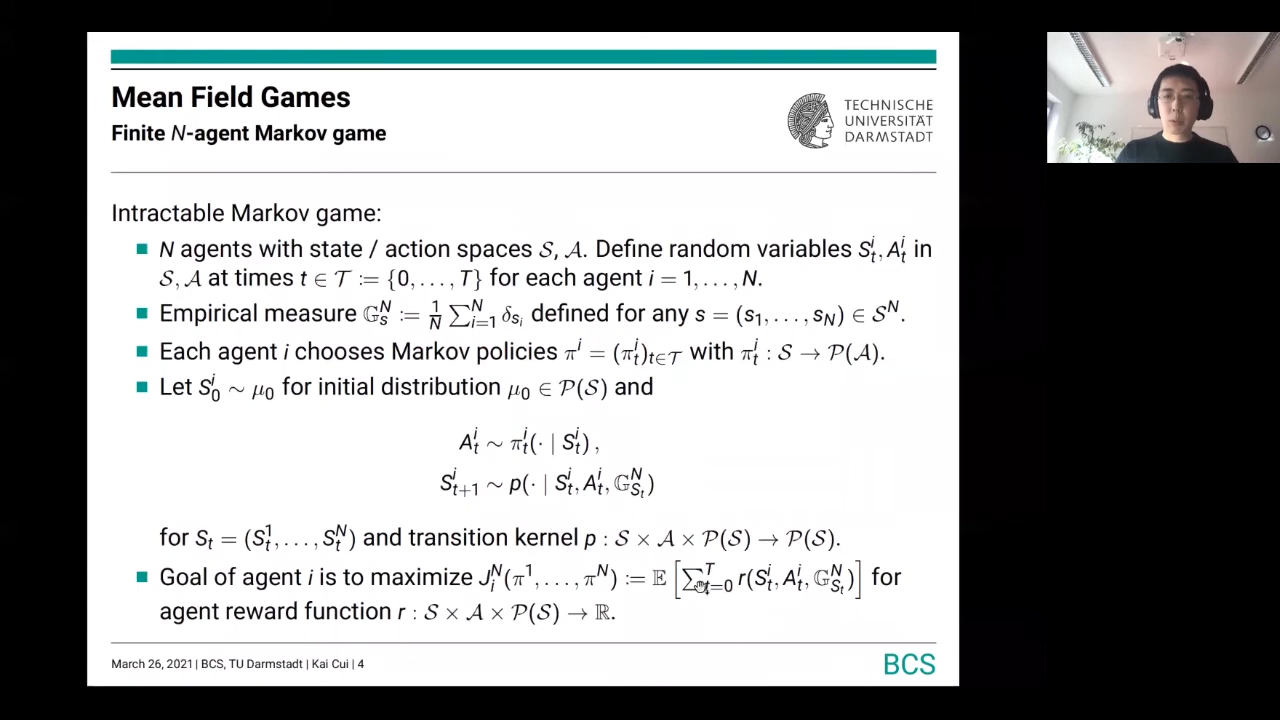 Mean Field Games
Finite N-agent Markov game
TECHNISCHE
UNIVERSITÄT
DARMSTADT
Intractable Markov game:
N agents with state / action spaces 𝒮, 𝒜. Define random variables S_t^i, A_t^i in
𝒮, 𝒜 at times t ∈ 𝒯 := {0, . . . , T} for each agent i = 1, . . . , N.
Empirical measure 𝔾_s^N := 1/N ∑_{i=1}^N δ_{s_i} defined for any s = (s_1, . . . , s_N) ∈ 𝒮^N.
Each agent i chooses Markov policies π^i = (π_t^i)_{t∈𝒯} with π_t^i : 𝒮 → 𝒫(𝒜).
Let S_0^i ∼ μ_0 for initial distribution μ_0 ∈ 𝒫(𝒮) and
A_t^i ∼ π_t^i(· | S_t^i) ,
S_{t+1}^i ∼ p(· | S_t^i, A_t^i, 𝔾_{S_t}^N)
for S_t = (S_t^1, . . . , S_t^N) and transition kernel p : 𝒮 × 𝒜 × 𝒫(𝒮) → 𝒫(𝒮).
Goal of agent i is to maximize J_i^N(π^1, . . . , π^N) := 𝔼 [∑_{t=0}^T r(S_t^i, A_t^i, 𝔾_{S_t}^N)] for
agent reward function r : 𝒮 × 𝒜 × 𝒫(𝒮) → ℝ.
March 26, 2021 | BCS, TU Darmstadt | Kai Cui | 4
BCS